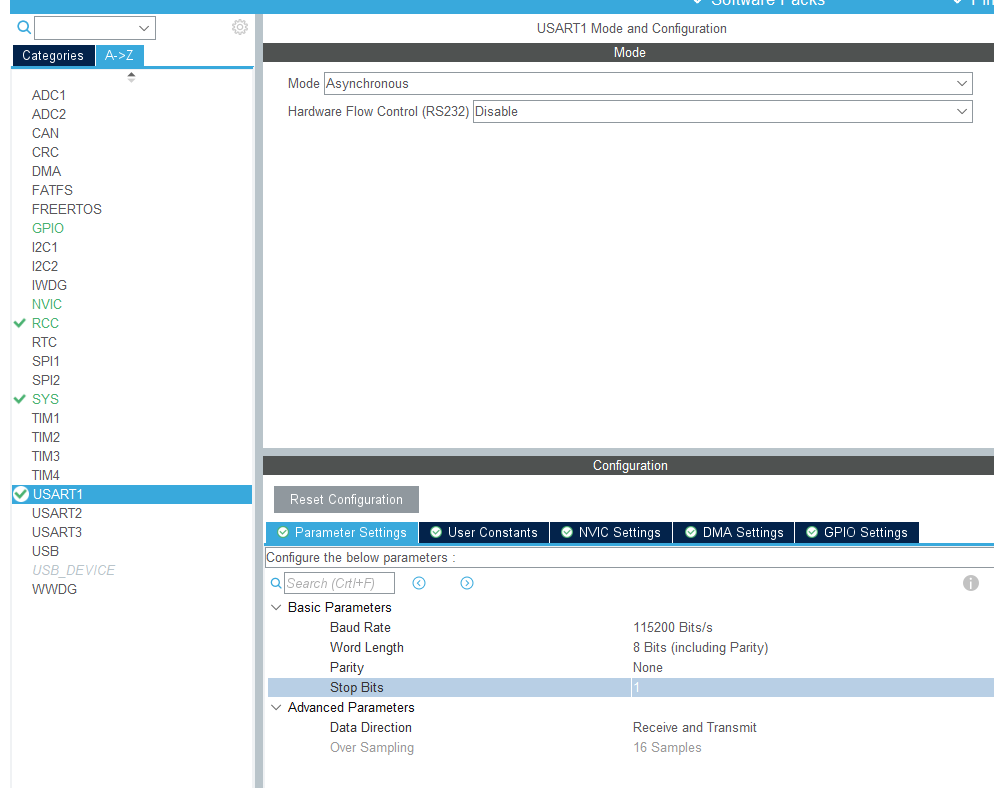 Software Packs
Pin
USART1 Mode and Configuration
Categories
A->Z
ADC1
ADC2
CAN
CRC
DMA
FATFS
FREERTOS
GPIO
I2C1
I2C2
IWDG
NVIC
RCC
RTC
SPI1
SPI2
SYS
TIM1
TIM2
TIM3
TIM4
USART1
USART2
USART3
USB
USB_DEVICE
WWDG
Mode
Mode Asynchronous
Hardware Flow Control (RS232) Disable
Configuration
Reset Configuration
Parameter Settings
User Constants
NVIC Settings
DMA Settings
GPIO Settings
Configure the below parameters :
Search (Crtl+F)
Basic Parameters
Baud Rate 115200 Bits/s
Word Length 8 Bits (including Parity)
Parity None
Stop Bits 1
Advanced Parameters
Data Direction Receive and Transmit
Over Sampling 16 Samples